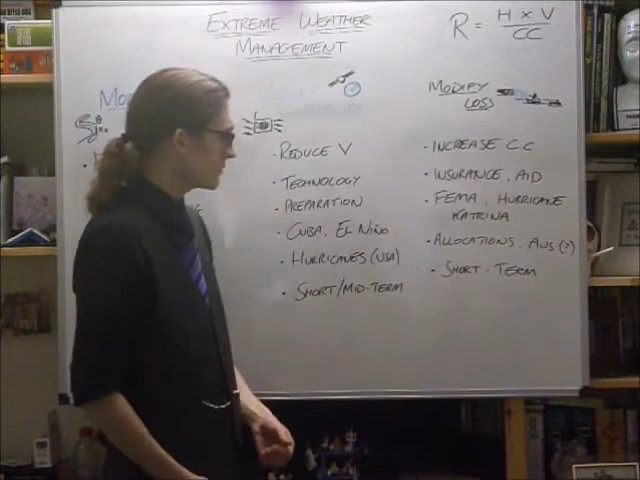 EXTREME WEATHER
MANAGEMENT
R = H x V
CC
MO
· REDUCE V
· TECHNOLOGY
· PREPARATION
· CUBA, EL NIÑO
· HURRICANES (USA)
· SHORT/MID-TERM
MODIFY
LOSS
· INCREASE CC
· INSURANCE, AID
· FEMA, HURRICANE
KATRINA
· ALLOCATIONS, AUS (?)
· SHORT-TERM